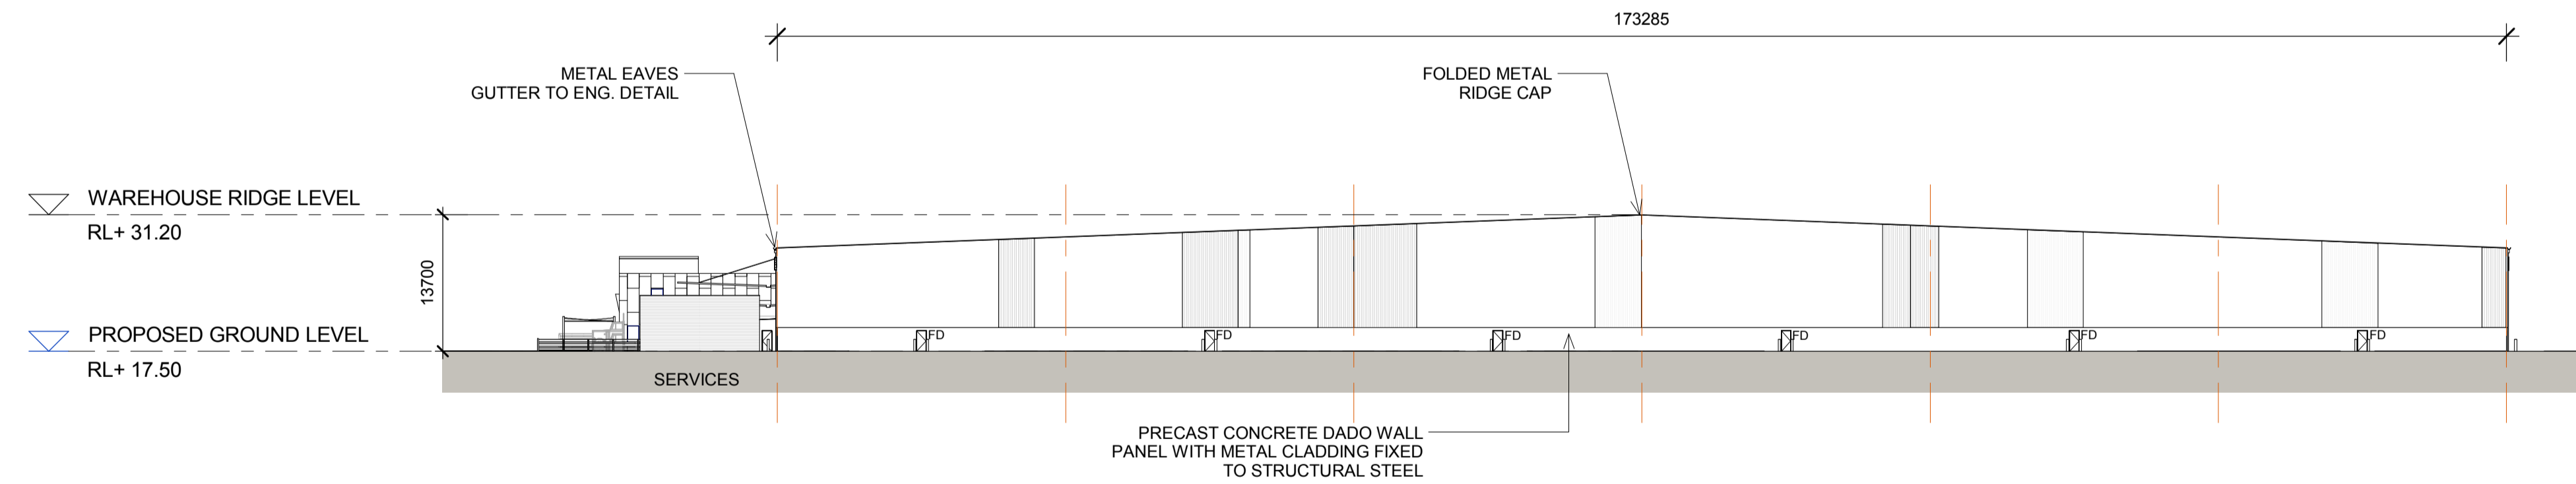 173285
METAL EAVES
GUTTER TO ENG. DETAIL
FOLDED METAL
RIDGE CAP
WAREHOUSE RIDGE LEVEL
RL+ 31.20
13700
PROPOSED GROUND LEVEL
RL+ 17.50
FD
FD
FD
FD
FD
FD
SERVICES
PRECAST CONCRETE DADO WALL
PANEL WITH METAL CLADDING FIXED
TO STRUCTURAL STEEL